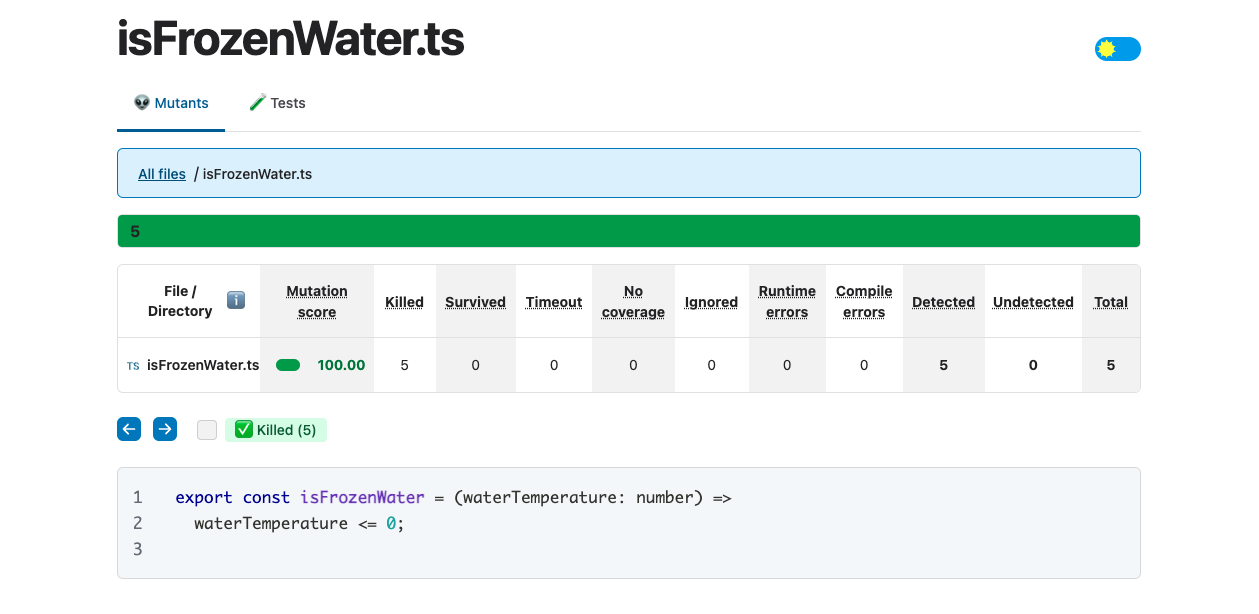 isFrozenWater.ts
👽 Mutants 🧪 Tests
All files / isFrozenWater.ts
5
File / Directory ℹ️ Mutation score Killed Survived Timeout No coverage Ignored Runtime errors Compile errors Detected Undetected Total
TS isFrozenWater.ts 100.00 5 0 0 0 0 0 0 5 0 5
← → ✅ Killed (5)
1 export const isFrozenWater = (waterTemperature: number) =>
2 waterTemperature <= 0;
3